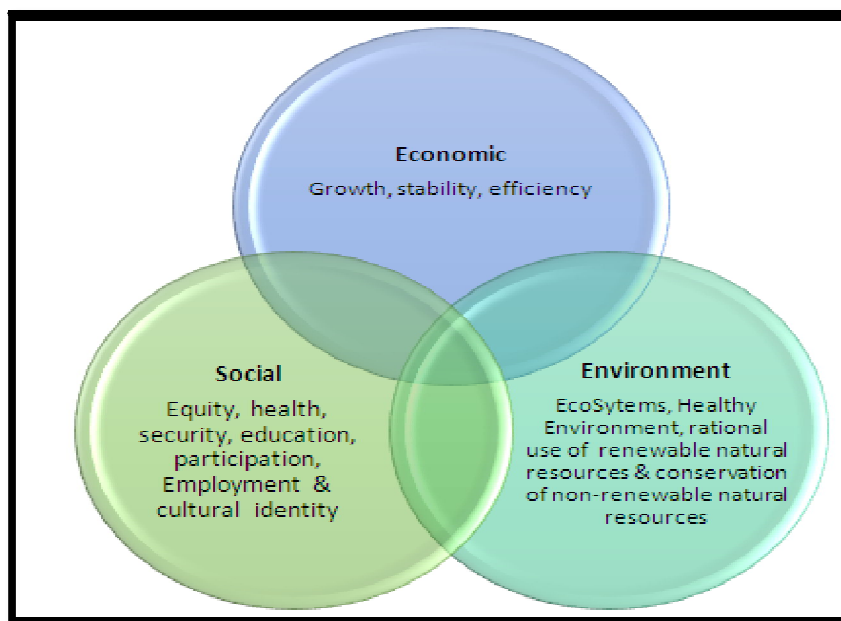 Economic
Growth, stability, efficiency
Social
Equity, health,
security, education,
participation,
Employment &
cultural identity
Environment
EcoSytems, Healthy
Environment, rational
use of renewable natural
resources & conservation
of non-renewable natural
resources